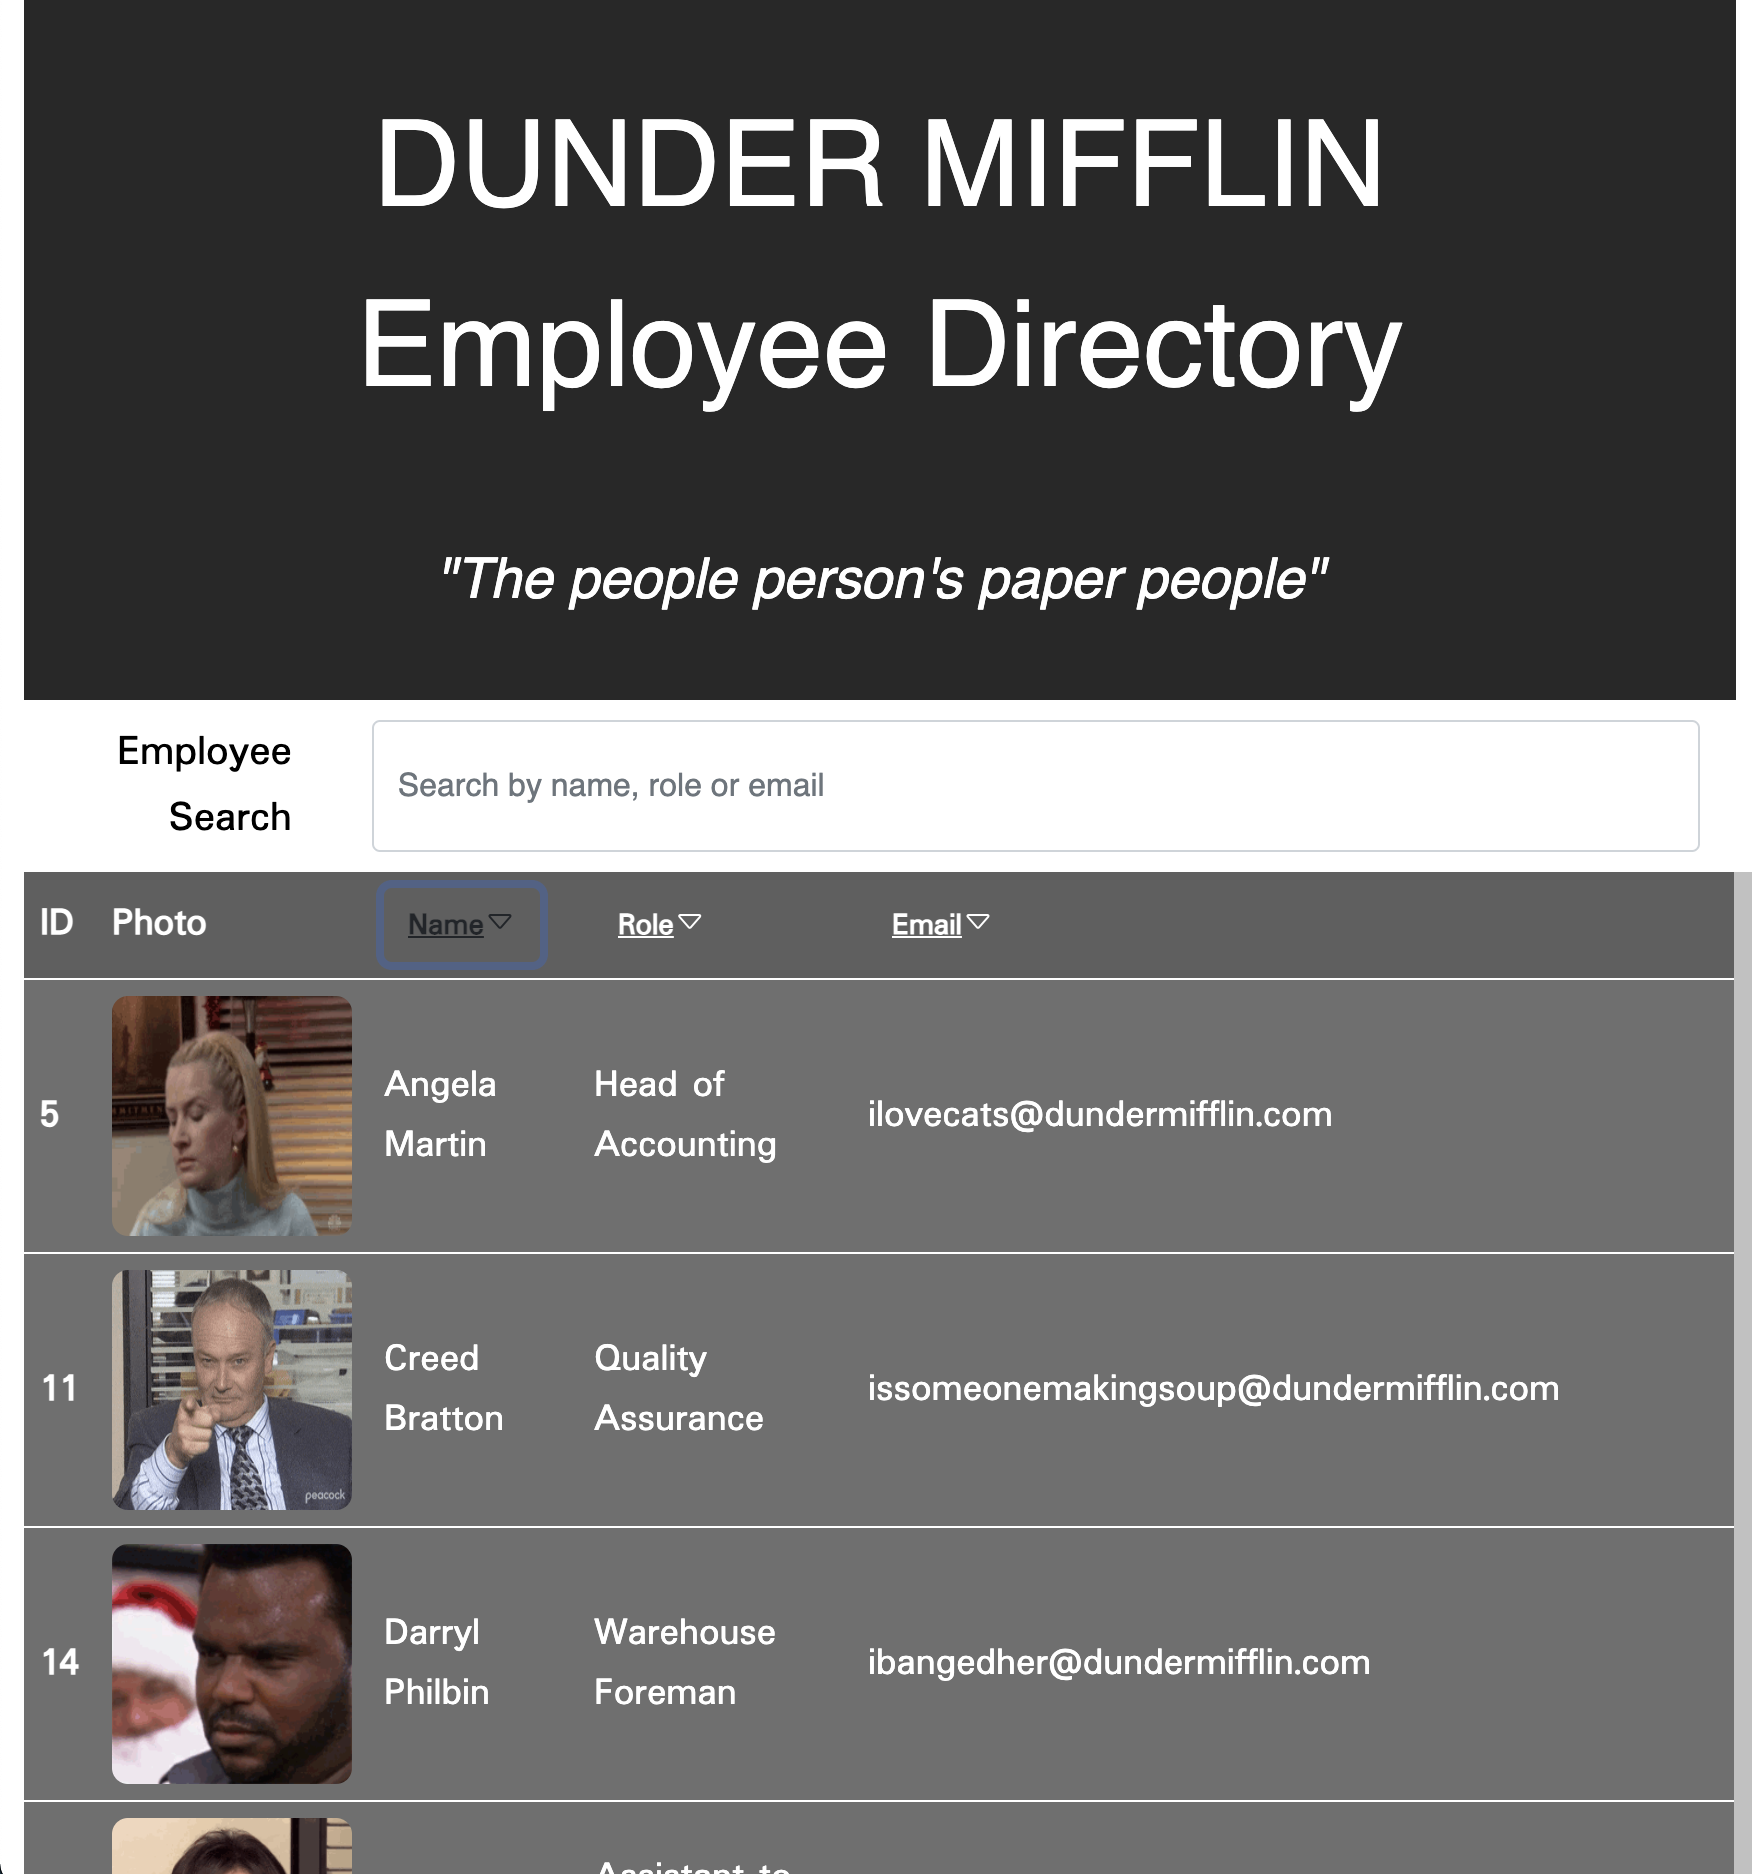 DUNDER MIFFLIN
Employee Directory
"The people person's paper people"
Employee
Search
Search by name, role or email
ID Photo Name Role Email
5
Angela
Martin
Head of
Accounting
ilovecats@dundermifflin.com
11
peacock
Creed
Bratton
Quality
Assurance
issomeonemakingsoup@dundermifflin.com
14
Darryl
Philbin
Warehouse
Foreman
ibangedher@dundermifflin.com
Assistant to